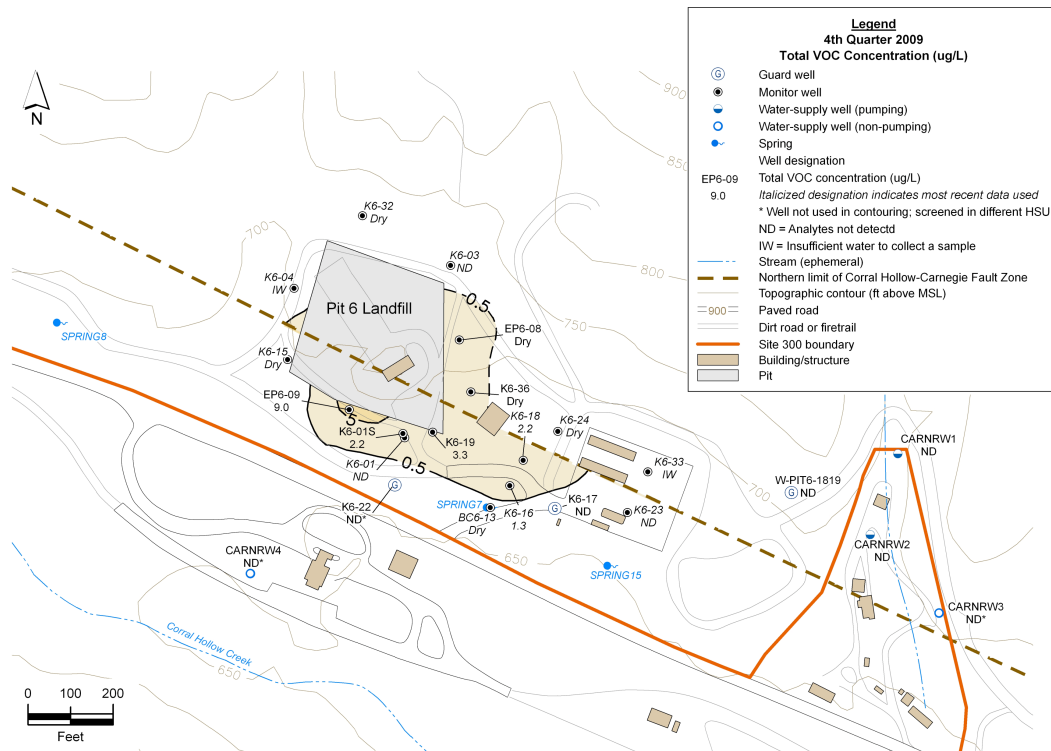 Legend
4th Quarter 2009
Total VOC Concentration (ug/L)
G
Guard well
Monitor well
Water-supply well (pumping)
Water-supply well (non-pumping)
Spring
Well designation
EP6-09
Total VOC concentration (ug/L)
9.0
Italicized designation indicates most recent data used
* Well not used in contouring; screened in different HSU
ND = Analytes not detectd
IW = Insufficient water to collect a sample
Stream (ephemeral)
Northern limit of Corral Hollow-Carnegie Fault Zone
Topographic contour (ft above MSL)
900
Paved road
Dirt road or firetrail
Site 300 boundary
Building/structure
Pit
N
900
850
800
750
700
700
650
650
K6-32
Dry
K6-03
ND
K6-04
IW
0.5
Pit 6 Landfill
SPRING8
EP6-08
Dry
K6-15
Dry
K6-36
Dry
EP6-09
9.0
5
K6-18
2.2
K6-24
Dry
K6-01S
2.2
K6-19
3.3
K6-01
ND
0.5
K6-33
IW
CARNRW1
ND
W-PIT6-1819
G
ND
G
K6-22
ND*
SPRING7
BC6-13
Dry
K6-16
1.3
G
K6-17
ND
K6-23
ND
CARNRW2
ND
CARNRW4
ND*
SPRING15
CARNRW3
ND*
Corral Hollow Creek
0
100
200
Feet